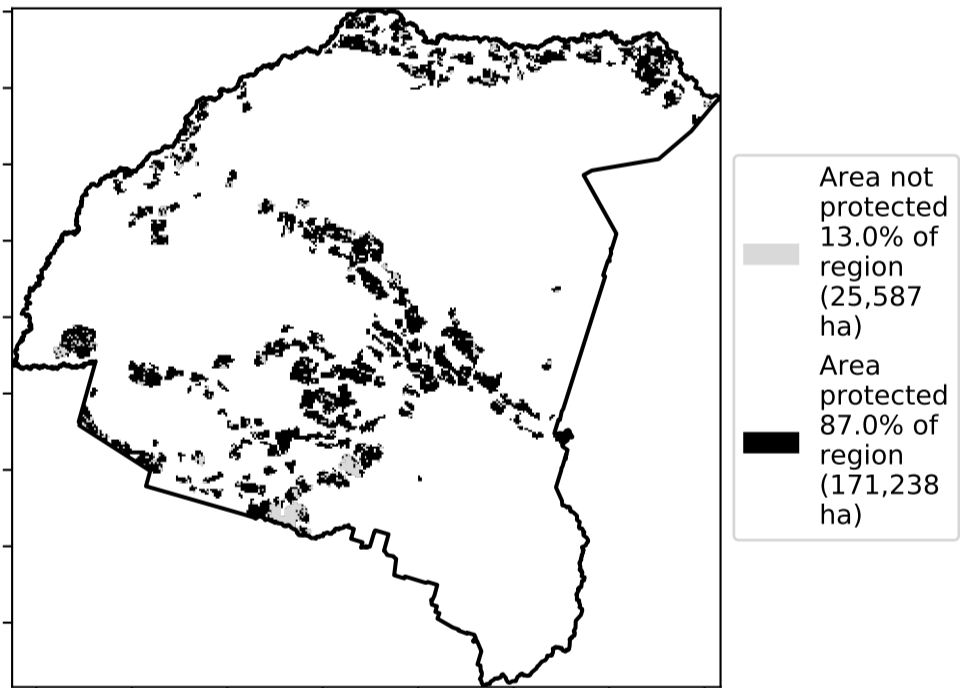 Area not
protected
13.0% of
region
(25,587
ha)
Area
protected
87.0% of
region
(171,238
ha)